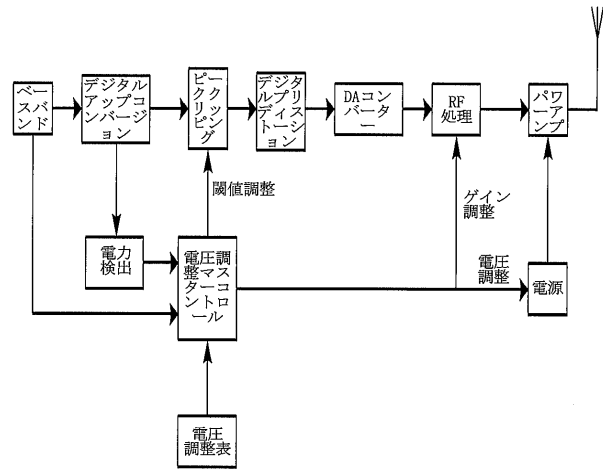 ベー
スバ
ンド
デジタル
アップコ
ンバージ
ョン
ピーク
クッ
リピン
グ
デジタ
ルプリ
ディス
トーシ
ョン
DAコン
バーター
RF
処理
パワ
ーア
ンプ
閾値調整
ゲイン
調整
電力
検出
電圧調
整スマ
ートコ
ントロ
ール
電圧
調整
電源
電圧
調整表